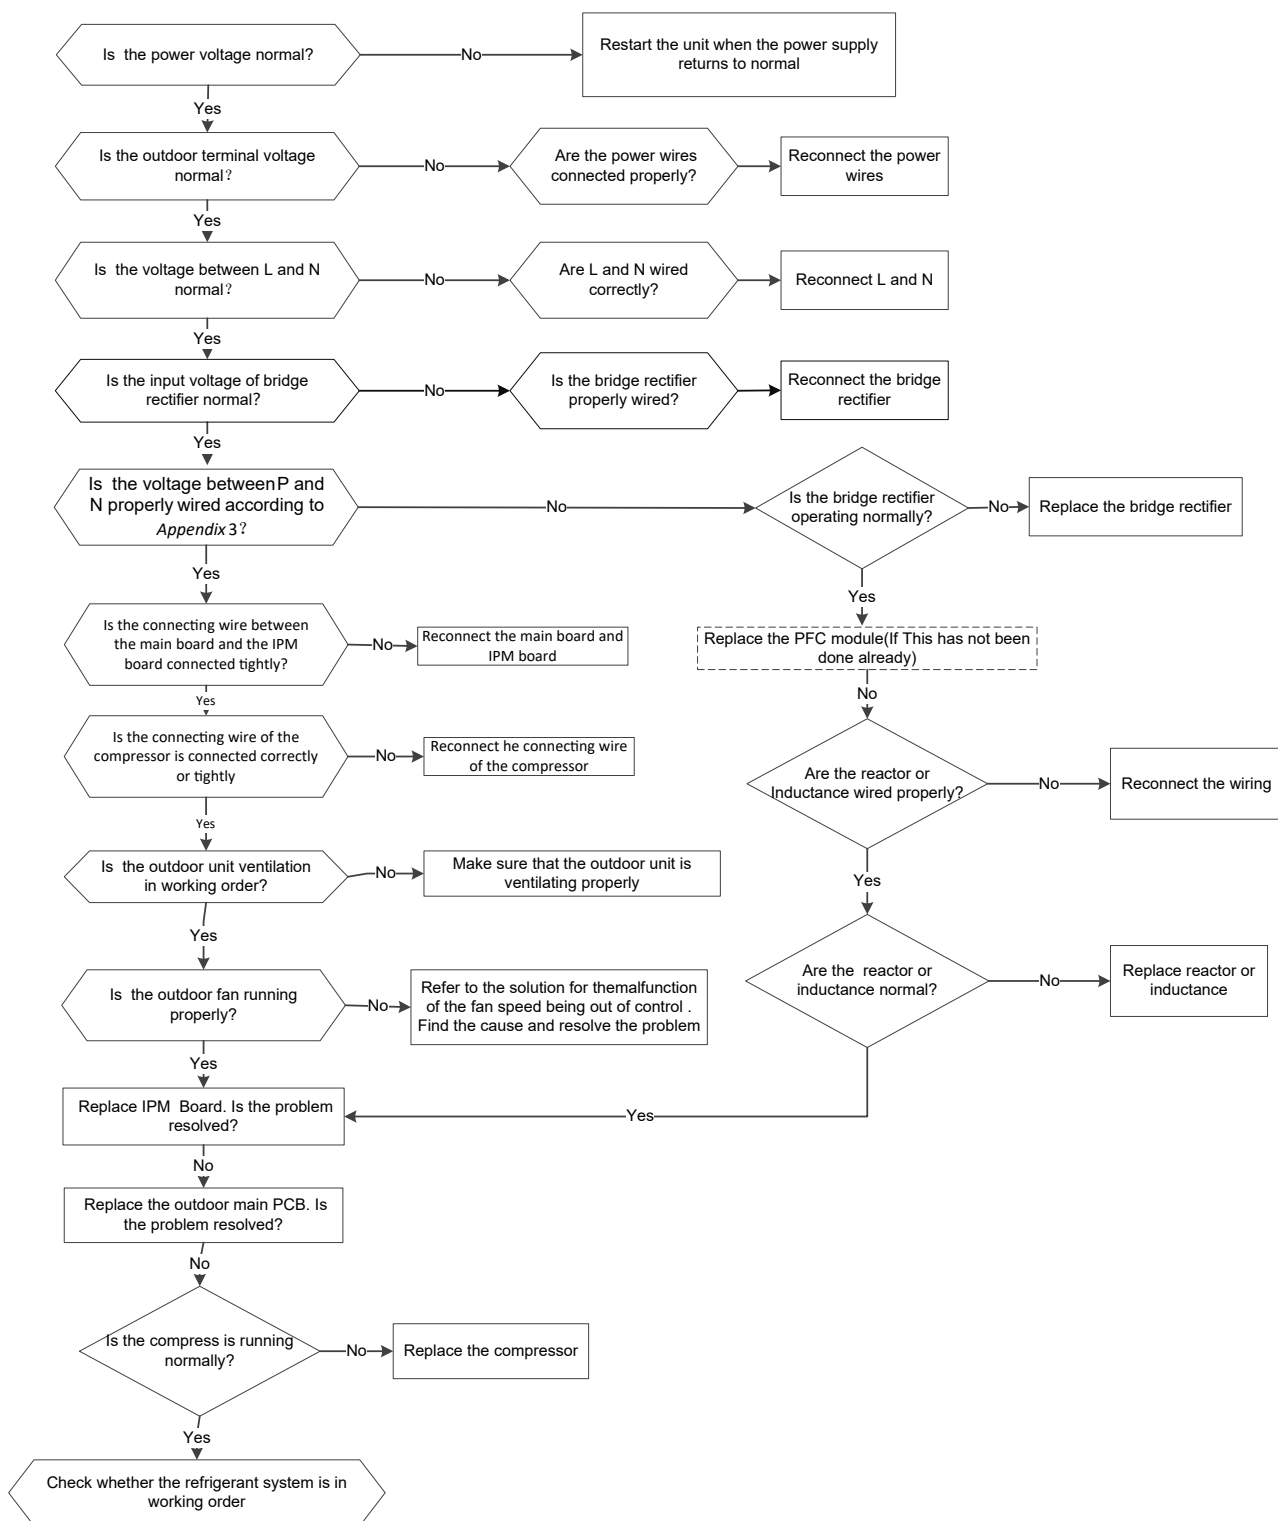 Is  the power voltage normal?
No
Restart the unit when the power supply
returns to normal
Yes
Is the outdoor terminal voltage
normal?
No
Are the power wires
connected properly?
Reconnect the power
wires
Yes
Is  the voltage between L and N
normal?
No
Are L and N wired
correctly?
Reconnect L and N
Yes
Is the input voltage of bridge
rectifier normal?
No
Is the bridge rectifier
properly wired?
Reconnect the bridge
rectifier
Yes
Is  the voltage between P and
N properly wired according to
Appendix 3?
No
Is the bridge rectifier
operating normally?
No
Replace the bridge rectifier
Yes
Yes
Is the connecting wire between
the main board and the IPM
board connected tightly?
No
Reconnect the main board and
IPM board
Replace the PFC module(If This has not been
done already)
No
Yes
Is the connecting wire of the
compressor is connected correctly
or tightly
No
Reconnect he connecting wire
of the compressor
Are the reactor or
Inductance wired properly?
No
Reconnect the wiring
Yes
Is  the outdoor unit ventilation
in working order?
No
Make sure that the outdoor unit is
ventilating properly
Yes
Yes
Is  the outdoor fan running
properly?
No
Refer to the solution for themalfunction
of the fan speed being out of control .
Find the cause and resolve the problem
Are the  reactor or
inductance normal?
No
Replace reactor or
inductance
Yes
Replace IPM  Board. Is the problem
resolved?
Yes
No
Replace the outdoor main PCB. Is
the problem resolved?
No
Is the compress is running
normally?
No
Replace the compressor
Yes
Check whether the refrigerant system is in
working order